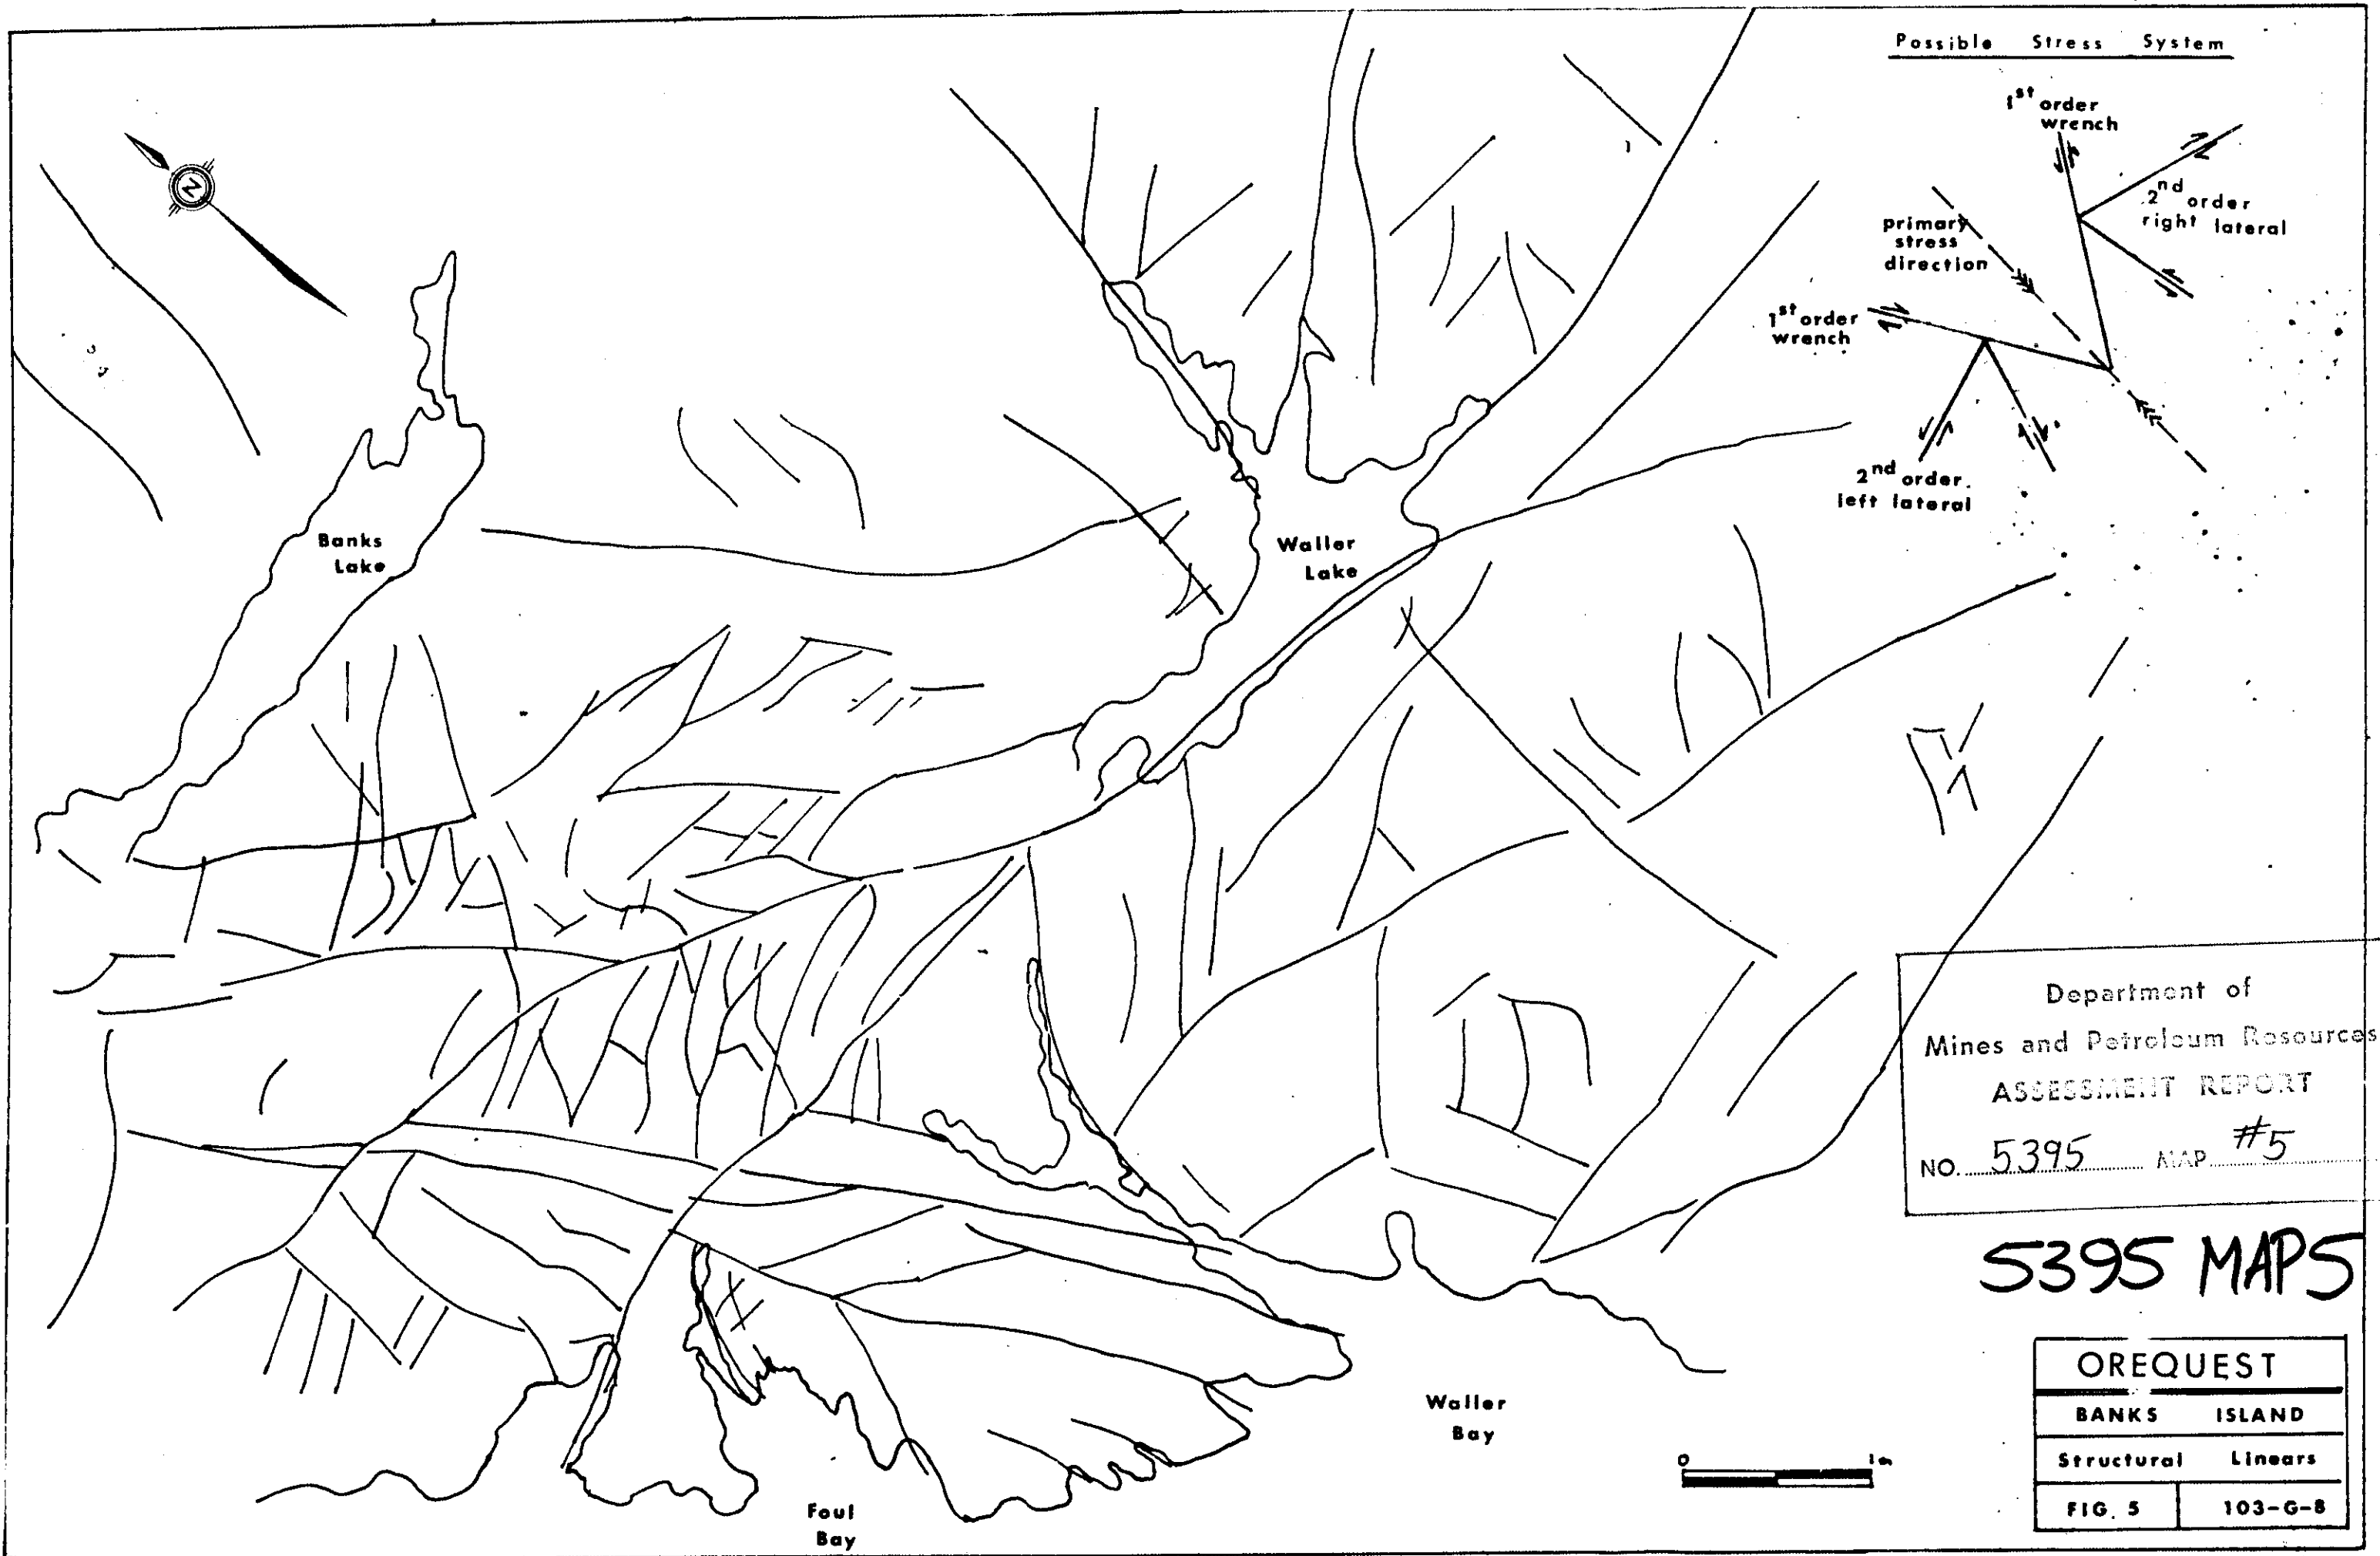 Possible Stress System
1st order
wrench
2nd order
right lateral
primary
stress
direction
1st order
wrench
2nd order.
left lateral
N
Banks
Lake
Waller
Lake
Department of
Mines and Petroleum Resources
ASSESSMENT REPORT
NO. 5395 MAP #5
5395 MAP5
OREQUEST
BANKS ISLAND
Structural Linears
FIG. 5 103-G-8
Waller
Bay
0 1m
Foul
Bay